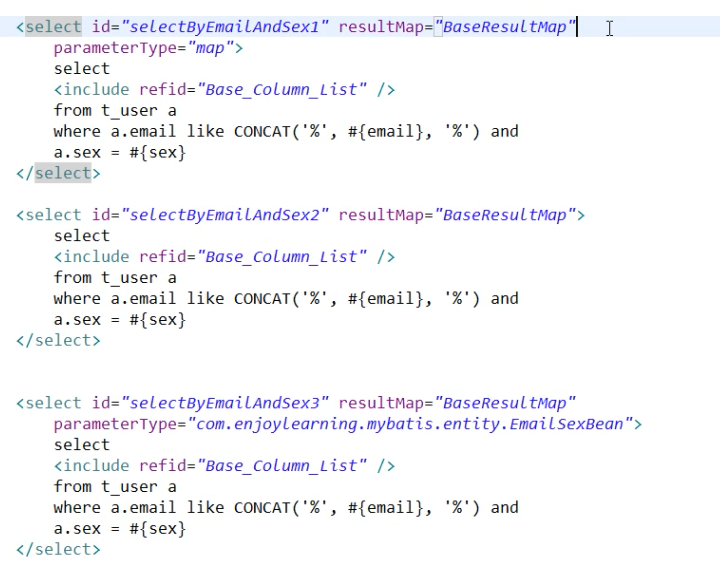 <select id="selectByEmailAndSex1" resultMap="BaseResultMap"
parameterType="map">
select
<include refid="Base_Column_List" />
from t_user a
where a.email like CONCAT('%', #{email}, '%') and
a.sex = #{sex}
</select>
<select id="selectByEmailAndSex2" resultMap="BaseResultMap">
select
<include refid="Base_Column_List" />
from t_user a
where a.email like CONCAT('%', #{email}, '%') and
a.sex = #{sex}
</select>
<select id="selectByEmailAndSex3" resultMap="BaseResultMap"
parameterType="com.enjoylearning.mybatis.entity.EmailSexBean">
select
<include refid="Base_Column_List" />
from t_user a
where a.email like CONCAT('%', #{email}, '%') and
a.sex = #{sex}
</select>